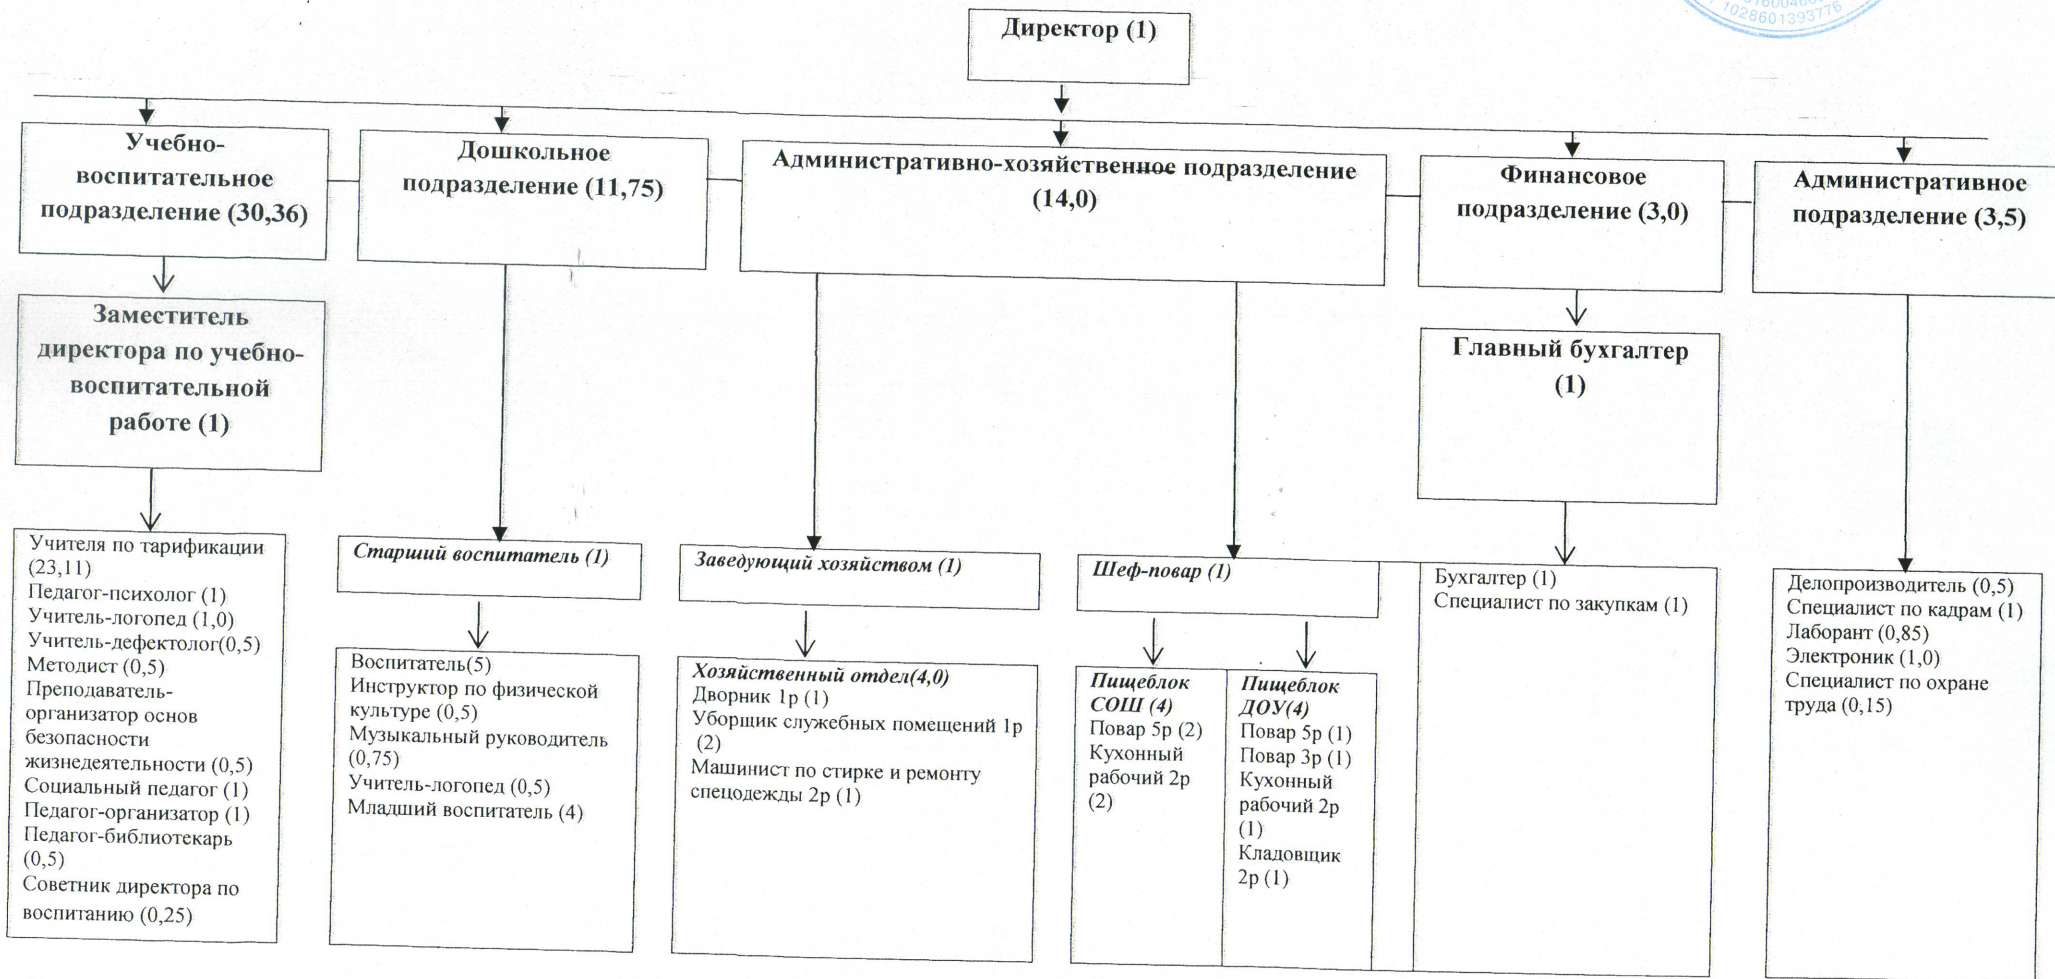 1028601393776
Директор (1)
Учебно-
воспитательное
подразделение (30,36)
Дошкольное
подразделение (11,75)
Административно-хозяйственное подразделение
(14,0)
Финансовое
подразделение (3,0)
Административное
подразделение (3,5)
Заместитель
директора по учебно-
воспитательной
работе (1)
Главный бухгалтер
(1)
Учителя по тарификации
(23,11)
Педагог-психолог (1)
Учитель-логопед (1,0)
Учитель-дефектолог(0,5)
Методист (0,5)
Преподаватель-
организатор основ
безопасности
жизнедеятельности (0,5)
Социальный педагог (1)
Педагог-организатор (1)
Педагог-библиотекарь
(0,5)
Советник директора по
воспитанию (0,25)
Старший воспитатель (1)
Воспитатель(5)
Инструктор по физической
культуре (0,5)
Музыкальный руководитель
(0,75)
Учитель-логопед (0,5)
Младший воспитатель (4)
Заведующий хозяйством (1)
Хозяйственный отдел(4,0)
Дворник 1р (1)
Уборщик служебных помещений 1р
(2)
Машинист по стирке и ремонту
спецодежды 2р (1)
Шеф-повар (1)
Пищеблок
СОШ (4)
Повар 5р (2)
Кухонный
рабочий 2р
(2)
Пищеблок
ДОУ(4)
Повар 5р (1)
Повар 3р (1)
Кухонный
рабочий 2р
(1)
Кладовщик
2р (1)
Бухгалтер (1)
Специалист по закупкам (1)
Делопроизводитель (0,5)
Специалист по кадрам (1)
Лаборант (0,85)
Электроник (1,0)
Специалист по охране
труда (0,15)